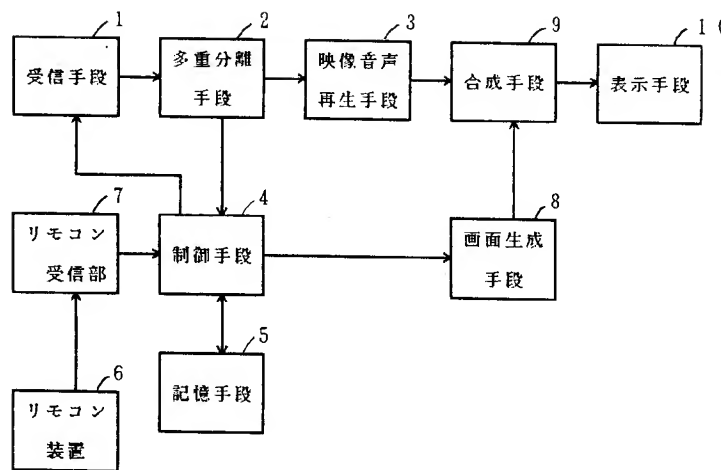 1
受信手段
2
多重分離
手段
3
映像音声
再生手段
9
合成手段
1
表示手段
7
リモコン
受信部
4
制御手段
8
画面生成
手段
6
リモコン
装置
5
記憶手段